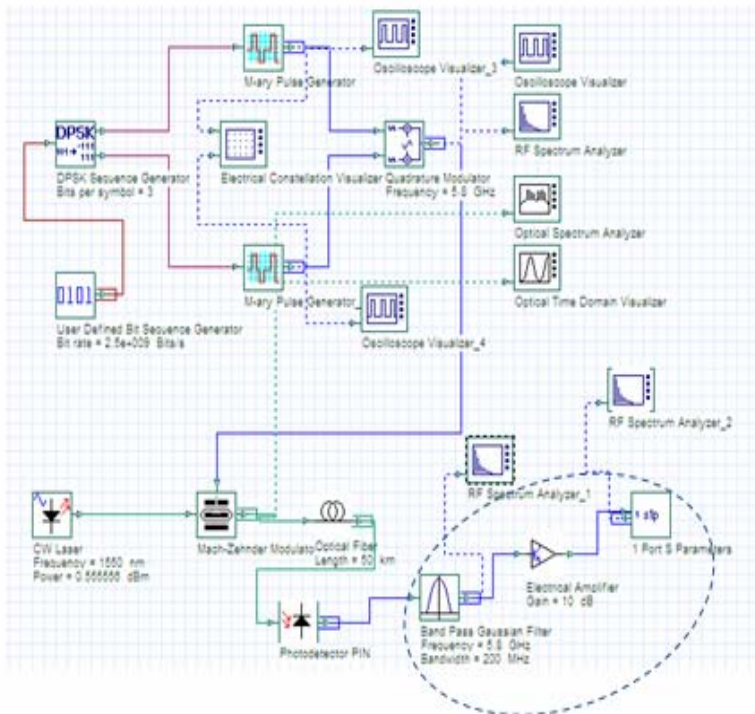 Oscilloscope Visualizer_3
M-ary Pulse Generator
Oscilloscope Visualizer
DPSK
DPSK Sequence Generator
Bits per symbol = 3
Electrical Constellation Visualizer
Quadrature Modulator
Frequency = 5.8 GHz
RF Spectrum Analyzer
Optical Spectrum Analyzer
0101
User Defined Bit Sequence Generator
Bit rate = 2.5e+009 Bits/s
M-ary Pulse Generator
Oscilloscope Visualizer_4
Optical Time Domain Visualizer
RF Spectrum Analyzer_2
RF Spectrum Analyzer_1
CW Laser
Frequency = 1550 nm
Mach-Zehnder Modulator
Optical Fiber
Length = 50 km
1 Port S Parameters
Electrical Amplifier
Gain = 10 dB
Photodetector PIN
Band Pass Gaussian Filter
Frequency = 5.8 GHz
Bandwidth = 200 MHz